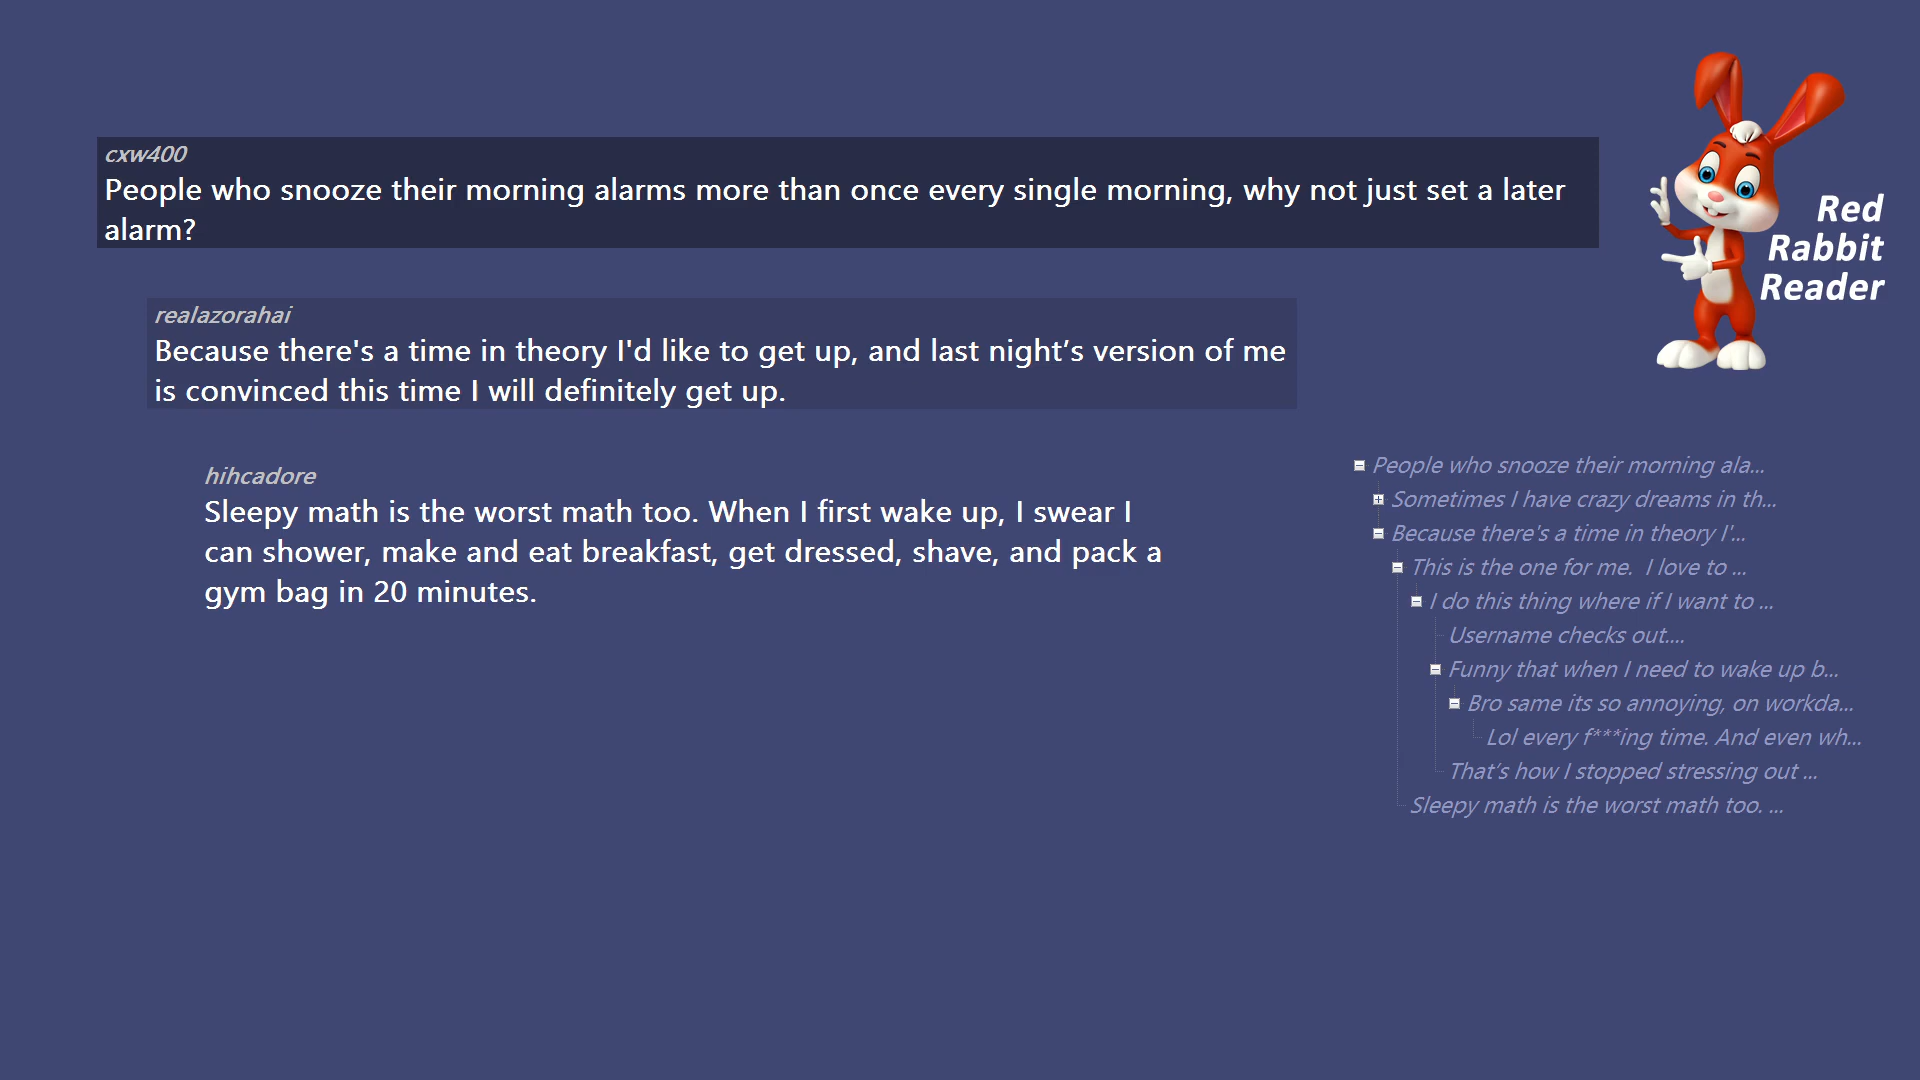 cxw400
People who snooze their morning alarms more than once every single morning, why not just set a later
alarm?
realazorahai
Because there's a time in theory I'd like to get up, and last night’s version of me
is convinced this time I will definitely get up.
hihcadore
Sleepy math is the worst math too. When I first wake up, I swear I
can shower, make and eat breakfast, get dressed, shave, and pack a
gym bag in 20 minutes.
Red
Rabbit
Reader
People who snooze their morning ala...
Sometimes I have crazy dreams in th...
Because there's a time in theory I'...
This is the one for me.  I love to ...
I do this thing where if I want to ...
Username checks out....
Funny that when I need to wake up b...
Bro same its so annoying, on workda...
Lol every f***ing time. And even wh...
That’s how I stopped stressing out ...
Sleepy math is the worst math too. ...